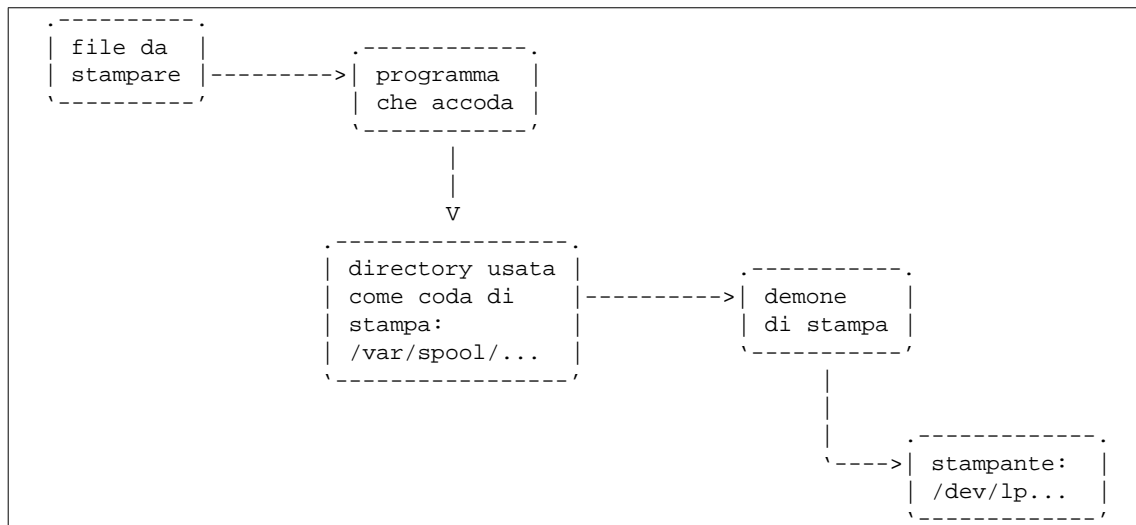 file da
stampare
programma
che accoda
directory usata
come coda di
stampa:
/var/spool/...
demone
di stampa
stampante:
/dev/lp...